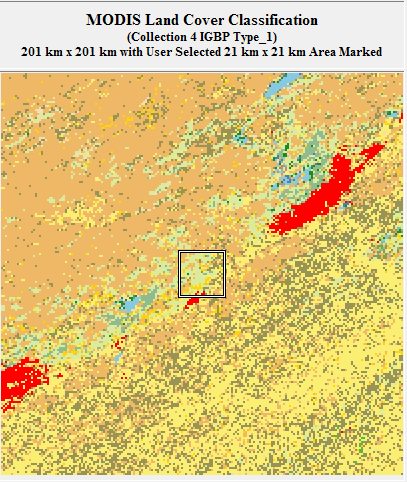 MODIS Land Cover Classification
(Collection 4 IGBP Type_1)
201 km x 201 km with User Selected 21 km x 21 km Area Marked